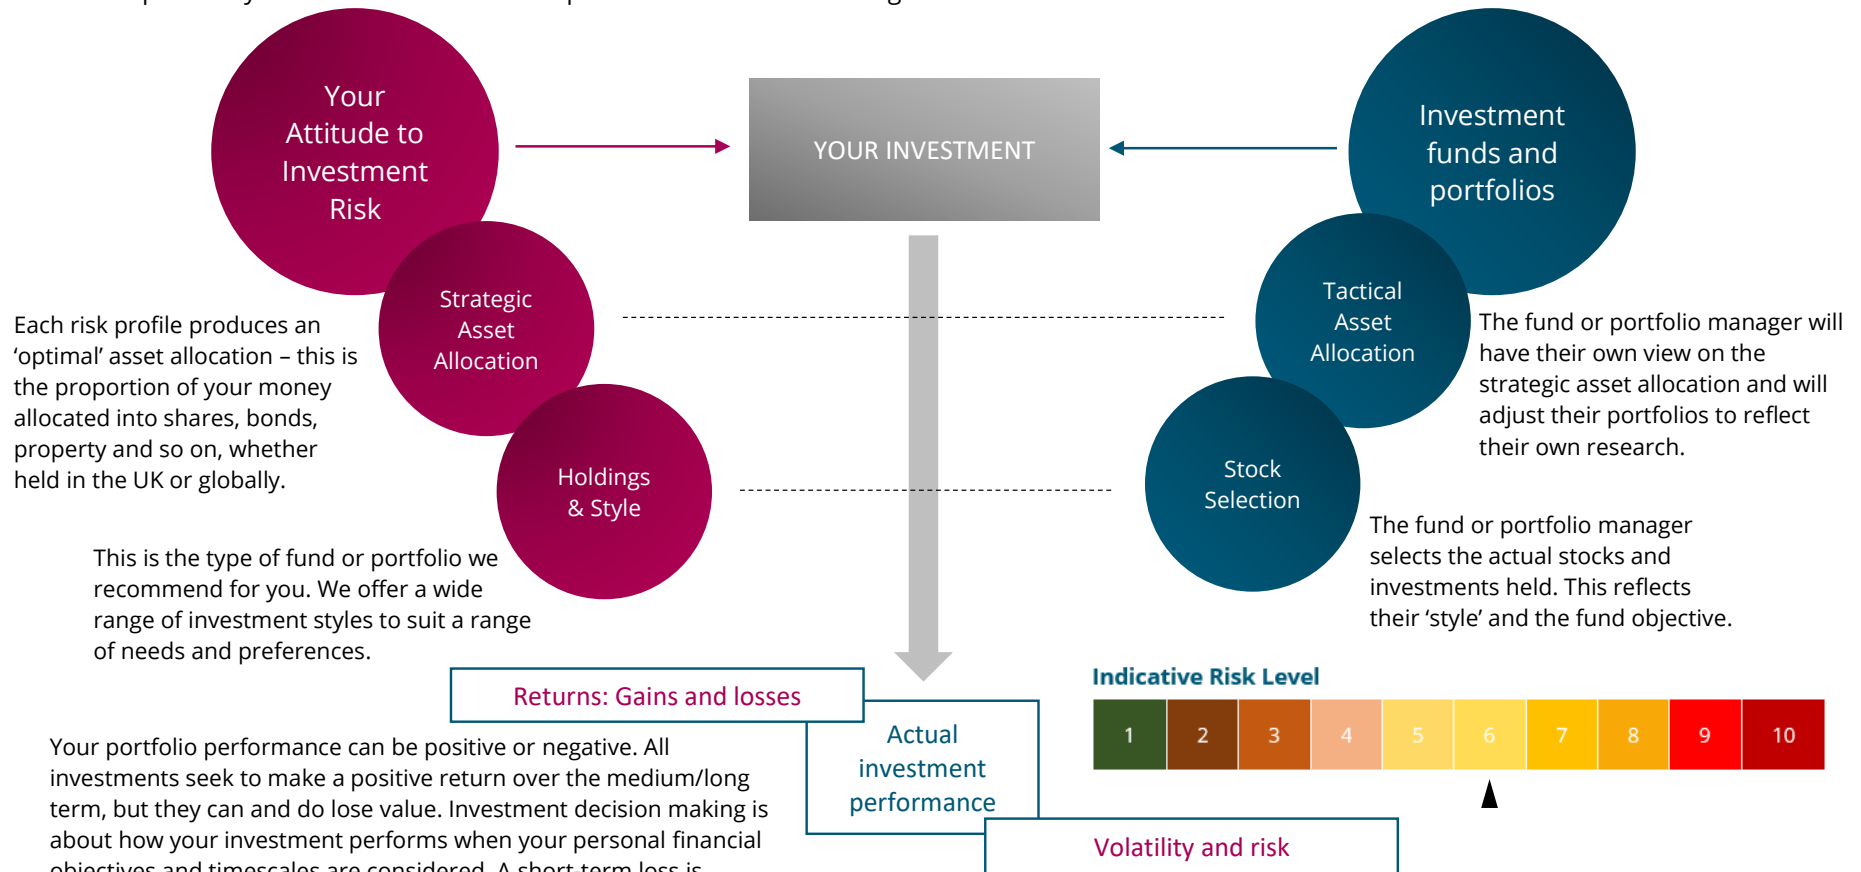 Your
Attitude to
Investment
Risk
YOUR INVESTMENT
Investment
funds and
portfolios
Strategic
Asset
Allocation
Tactical
Asset
Allocation
Each risk profile produces an
‘optimal’ asset allocation – this is
the proportion of your money
allocated into shares, bonds,
property and so on, whether
held in the UK or globally.
The fund or portfolio manager will
have their own view on the
strategic asset allocation and will
adjust their portfolios to reflect
their own research.
Holdings
& Style
Stock
Selection
This is the type of fund or portfolio we
recommend for you. We offer a wide
range of investment styles to suit a range
of needs and preferences.
The fund or portfolio manager
selects the actual stocks and
investments held. This reflects
their ‘style’ and the fund objective.
Returns: Gains and losses
Actual
investment
performance
Volatility and risk
Indicative Risk Level
1 2 3 4 5 6 7 8 9 10
Your portfolio performance can be positive or negative. All
investments seek to make a positive return over the medium/long
term, but they can and do lose value. Investment decision making is
about how your investment performs when your personal financial
objectives and timescales are considered. A short-term loss is